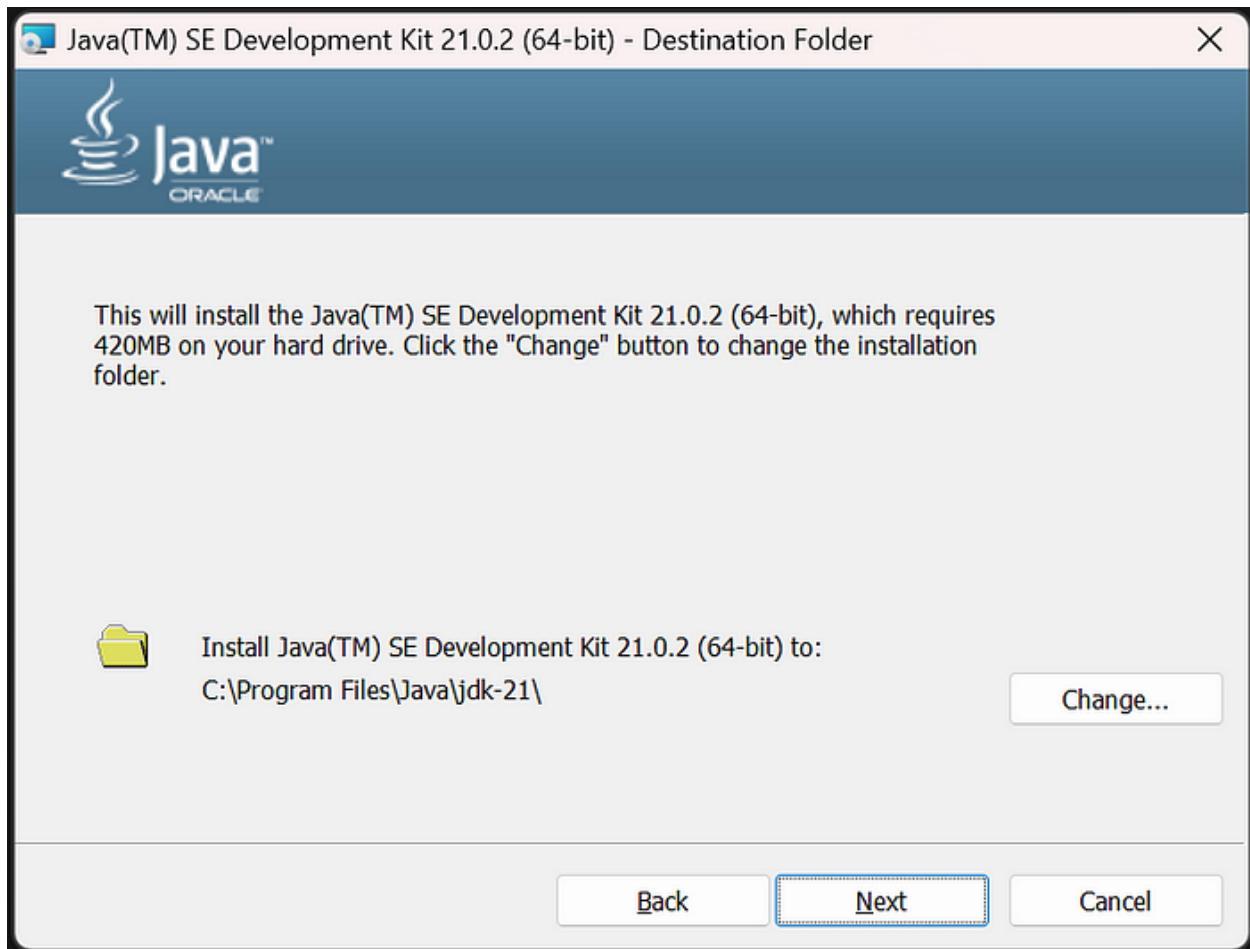 Java(TM) SE Development Kit 21.0.2 (64-bit) - Destination Folder
Java™
ORACLE
This will install the Java(TM) SE Development Kit 21.0.2 (64-bit), which requires
420MB on your hard drive. Click the "Change" button to change the installation
folder.
Install Java(TM) SE Development Kit 21.0.2 (64-bit) to:
C:\Program Files\Java\jdk-21\
Change...
Back
Next
Cancel